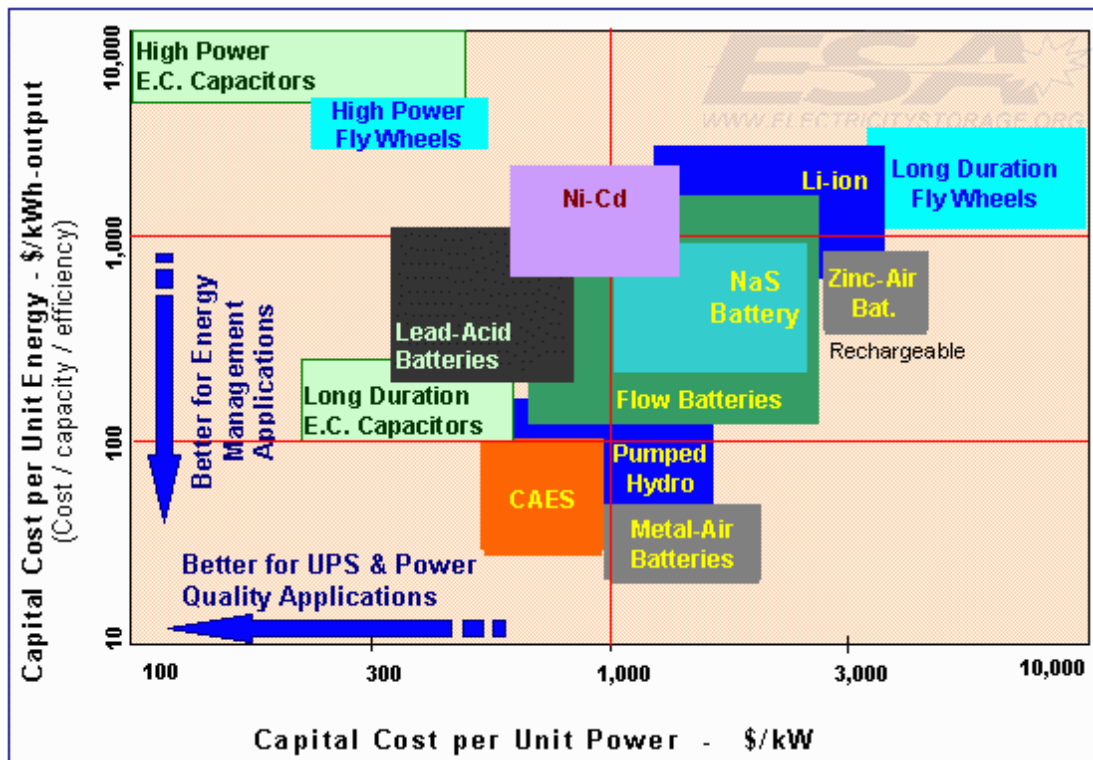 Capital Cost per Unit Energy - $/kWh-output
(Cost / capacity / efficiency)
10,000
1,000
100
10
High Power
E.C. Capacitors
High Power
Fly Wheels
ESA
WWW.ELECTRICITYSTORAGE.ORG
Long Duration
Fly Wheels
Li-ion
Ni-Cd
NaS
Battery
Zinc-Air
Bat.
Rechargeable
Lead-Acid
Batteries
Flow Batteries
Long Duration
E.C. Capacitors
Better for Energy
Management
Applications
Pumped
Hydro
CAES
Metal-Air
Batteries
Better for UPS & Power
Quality Applications
100
300
1,000
3,000
10,000
Capital Cost per Unit Power - $/kW